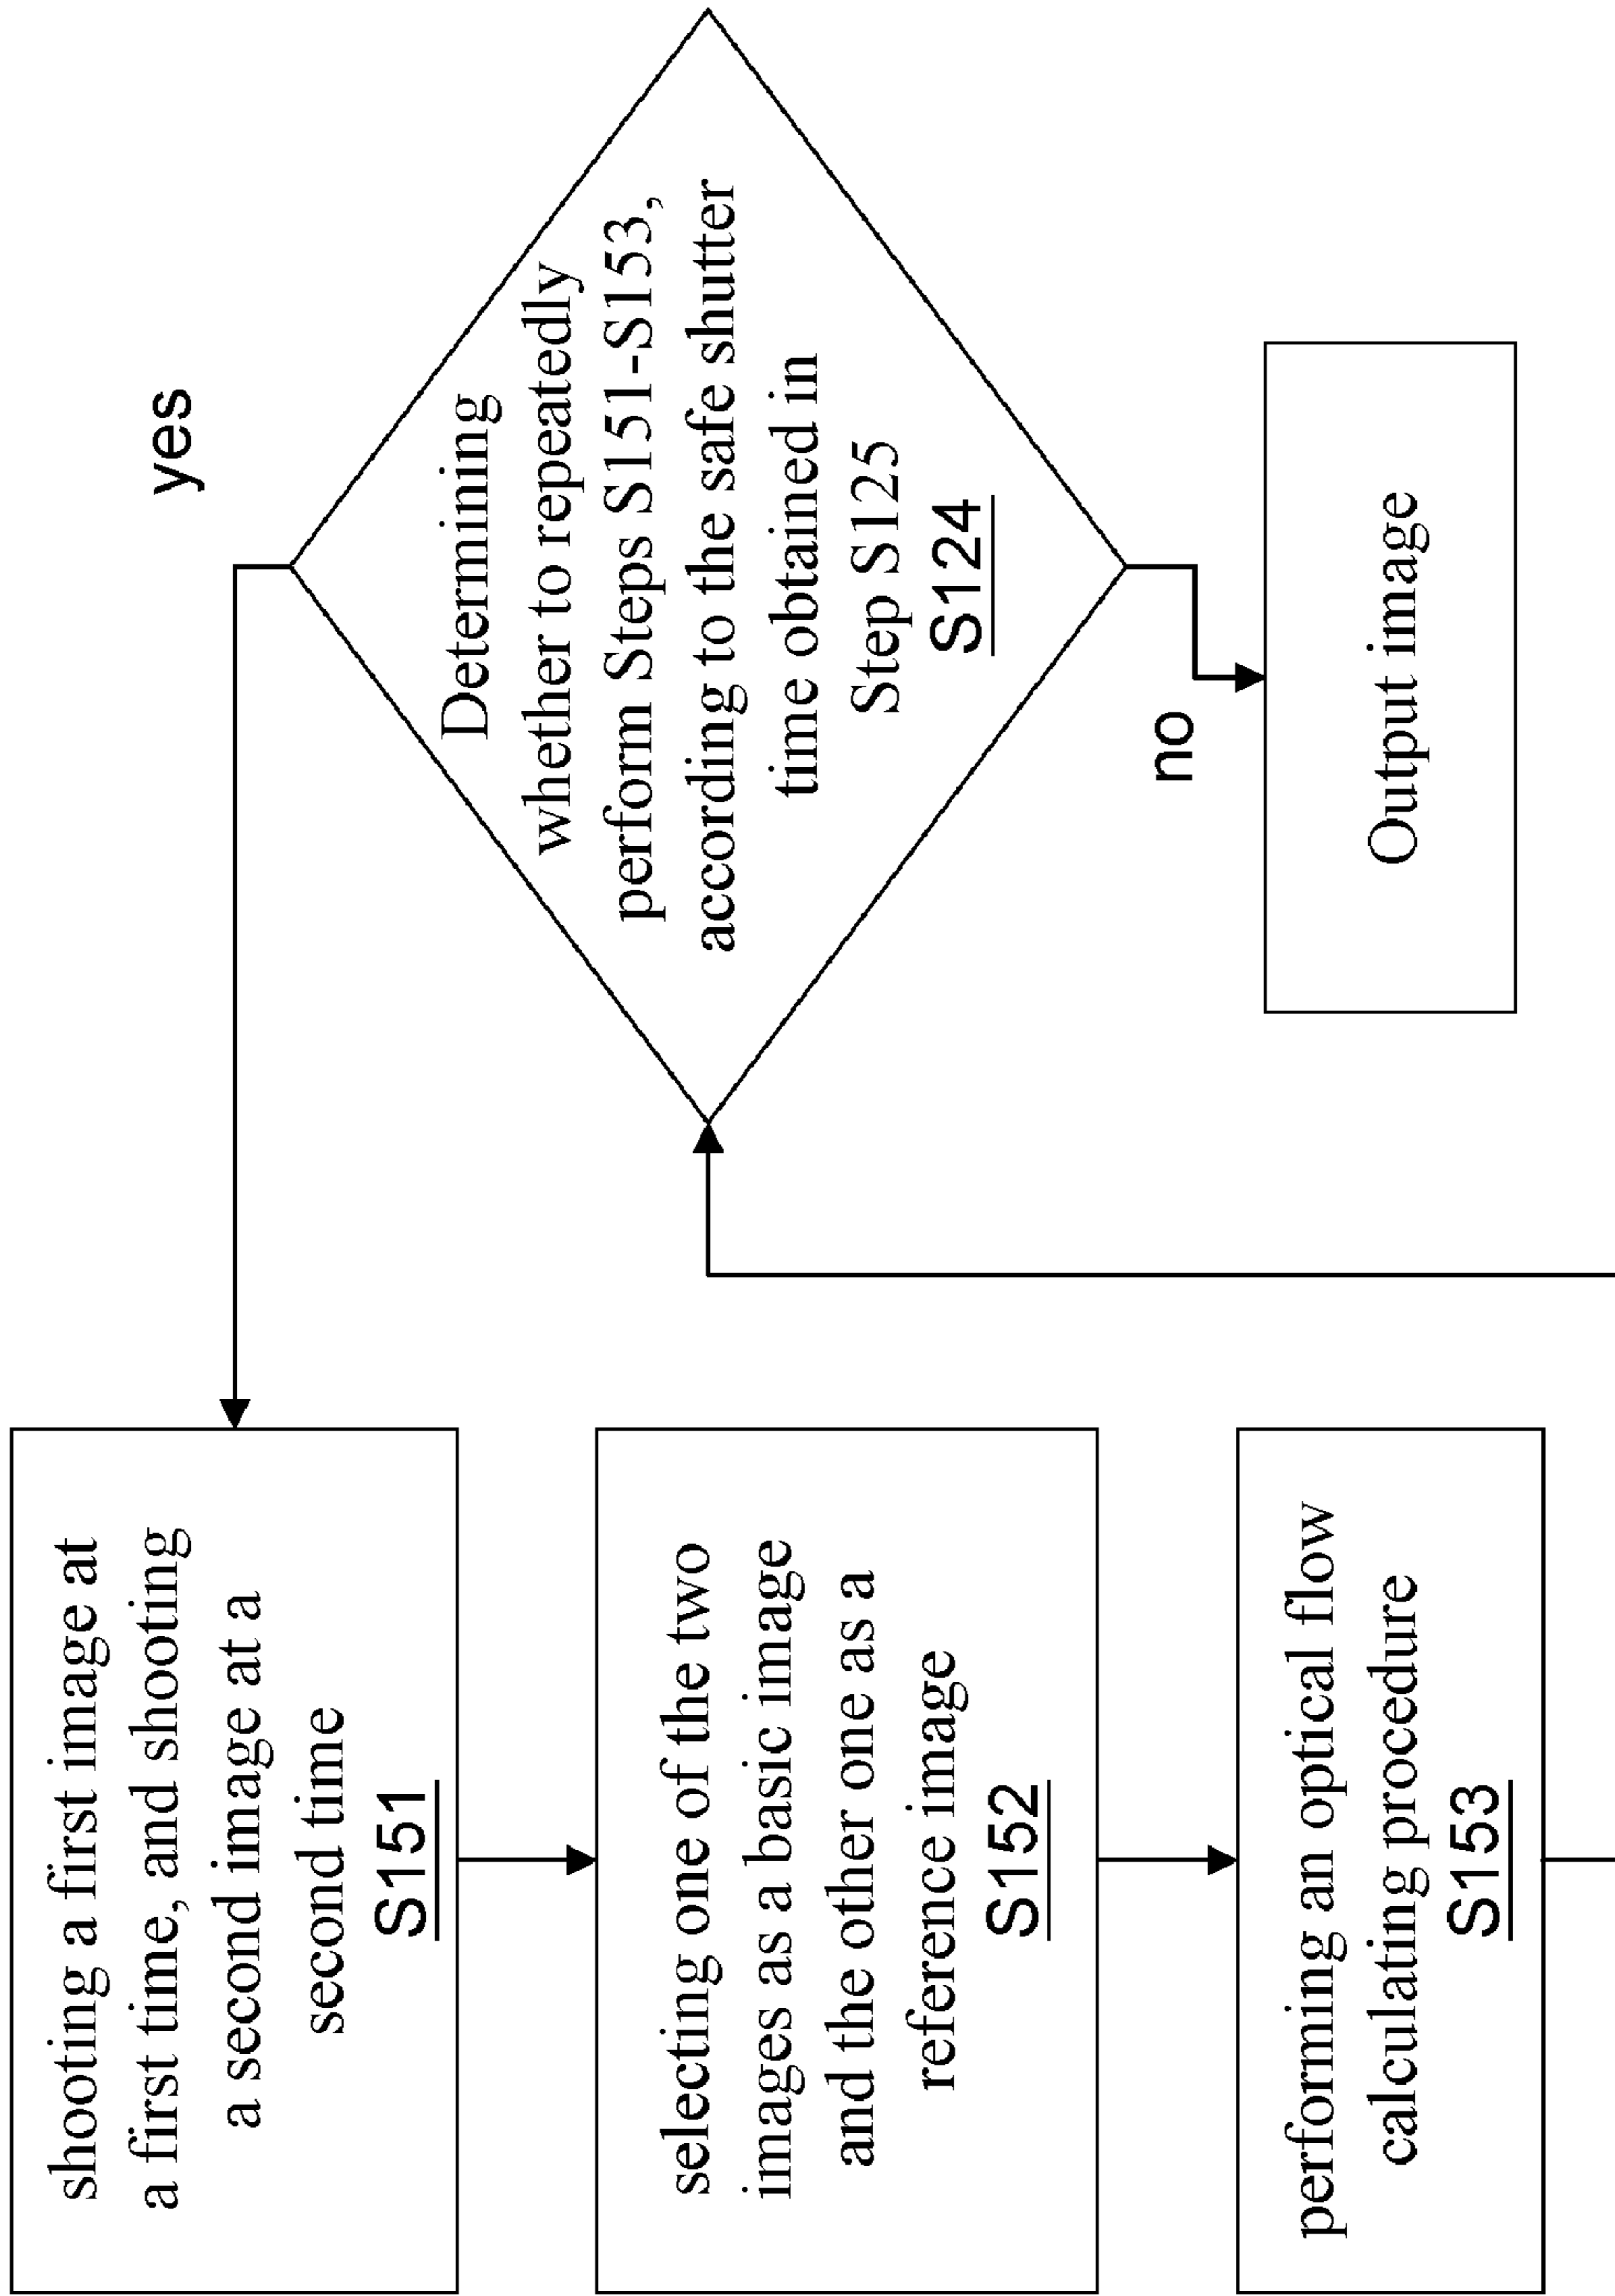 shooting a first image at
a first time, and shooting
a second image at a
second time
S151
selecting one of the two
images as a basic image
and the other one as a
reference image
S152
performing an optical flow
calculating procedure
S153
yes
Determining
whether to repeatedly
perform Steps S151-S153,
according to the safe shutter
time obtained in
Step S125
S124
no
Output image